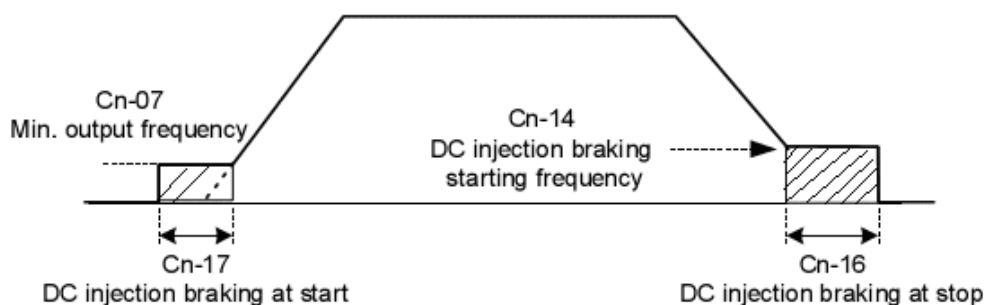 Cn-07
Min. output frequency
Cn-14
DC injection braking
starting frequency
Cn-17
DC injection braking at start
Cn-16
DC injection braking at stop